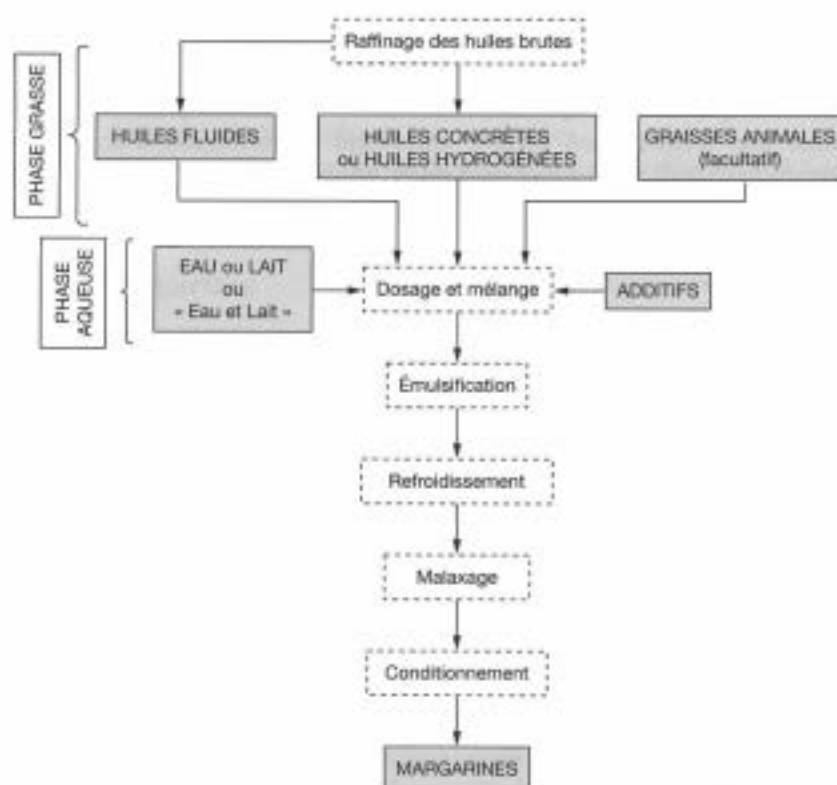 Raffinage des huiles brutes
PHASE GRASSE
HUILES FLUIDES
HUILES CONCRÈTES
ou HUILES HYDROGÉNÉES
GRAISSES ANIMALES
(facultatif)
PHASE
AQUEUSE
EAU ou LAIT
ou
« Eau et Lait »
Dosage et mélange
ADDITIFS
Émulsification
Refroidissement
Malaxage
Conditionnement
MARGARINES